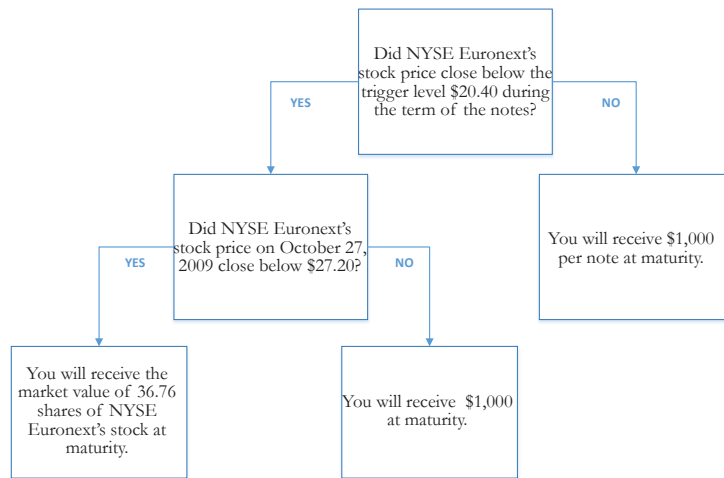 Did NYSE Euronext's
stock price close below the
trigger level $20.40 during
the term of the notes?
YES
NO
Did NYSE Euronext's
stock price on October 27,
2009 close below $27.20?
You will receive $1,000
per note at maturity.
YES
NO
You will receive the
market value of 36.76
shares of NYSE
Euronext's stock at
maturity.
You will receive $1,000
at maturity.